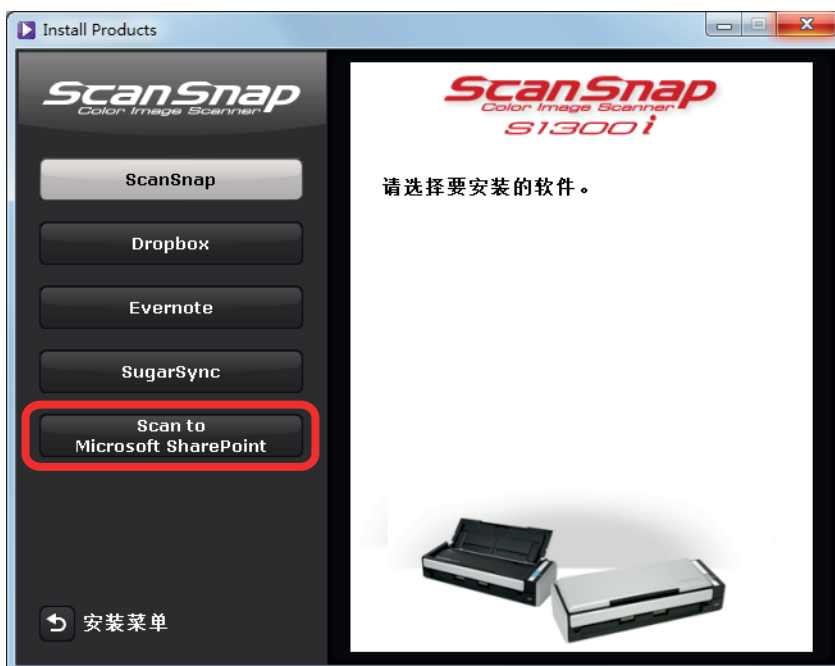 Install Products
ScanSnap
Color Image Scanner
ScanSnap
Dropbox
Evernote
SugarSync
Scan to
Microsoft SharePoint
安装菜单
ScanSnap
Color Image Scanner
S1300i
请选择要安装的软件。